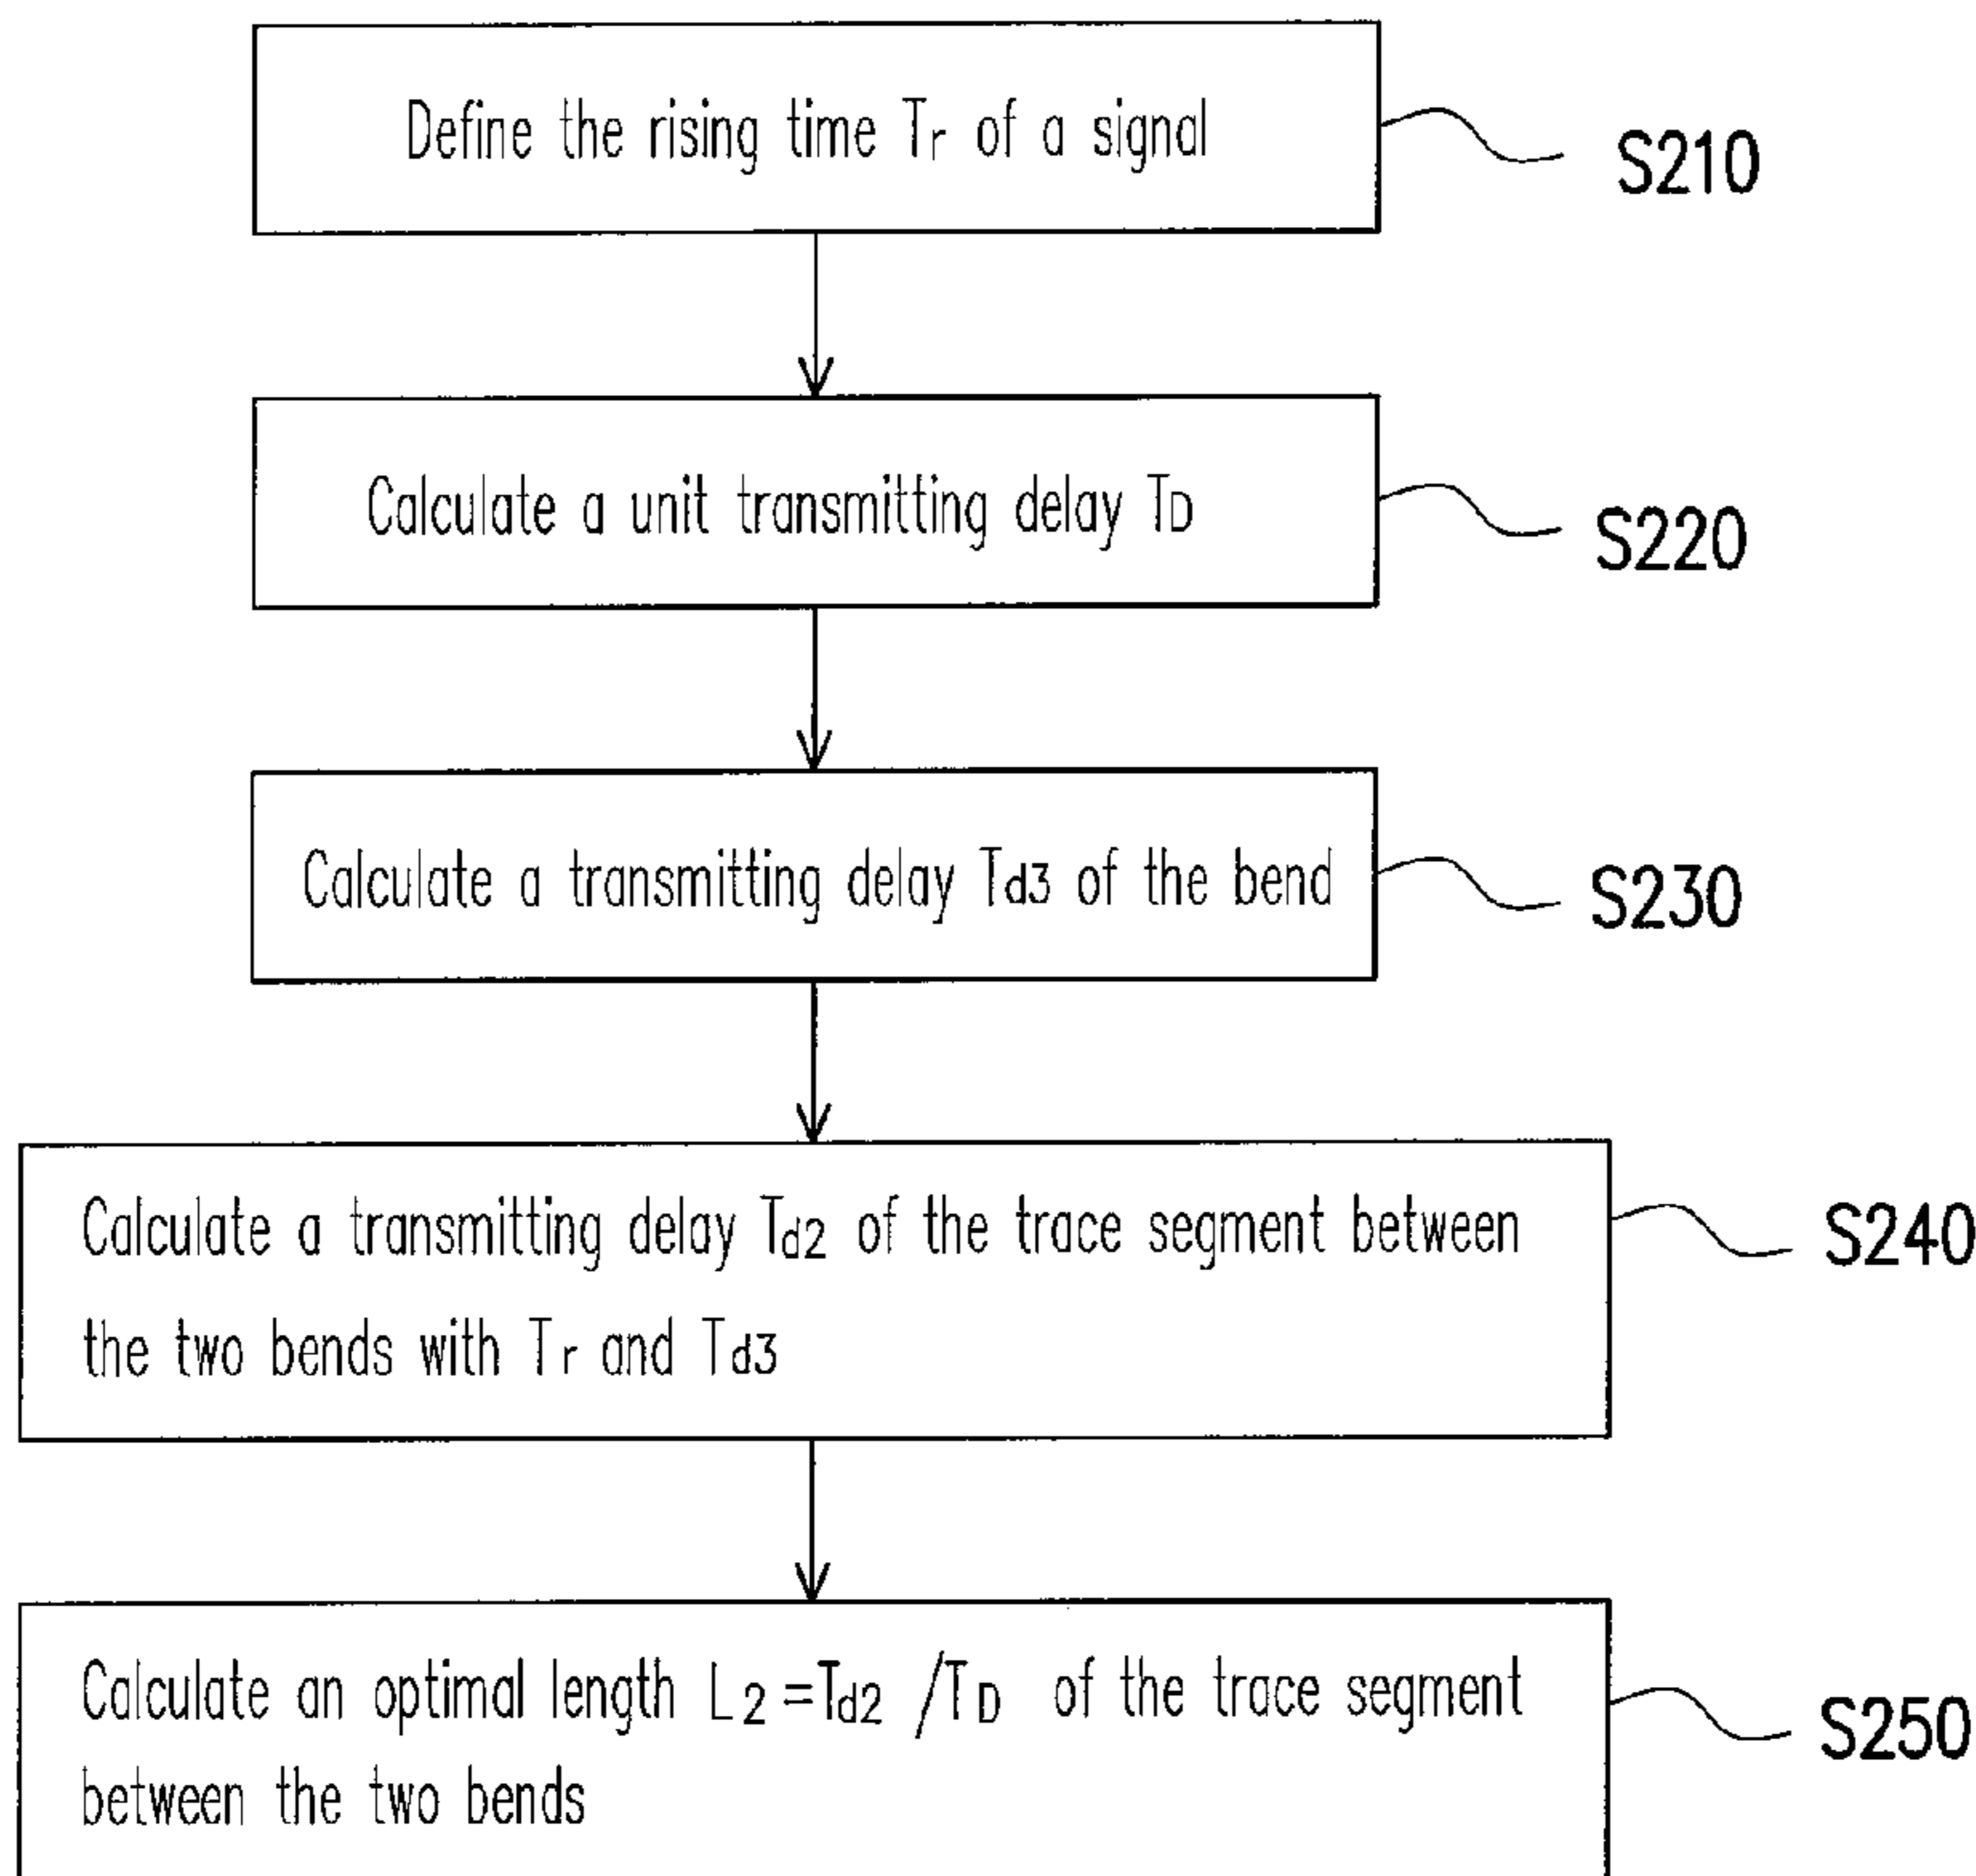 Define the rising time Tr of a signal
S210
Calculate a unit transmitting delay TD
S220
Calculate a transmitting delay Td3 of the bend
S230
Calculate a transmitting delay Td2 of the trace segment between
the two bends with Tr and Td3
S240
Calculate an optimal length L2 =Td2 /TD of the trace segment
between the two bends
S250